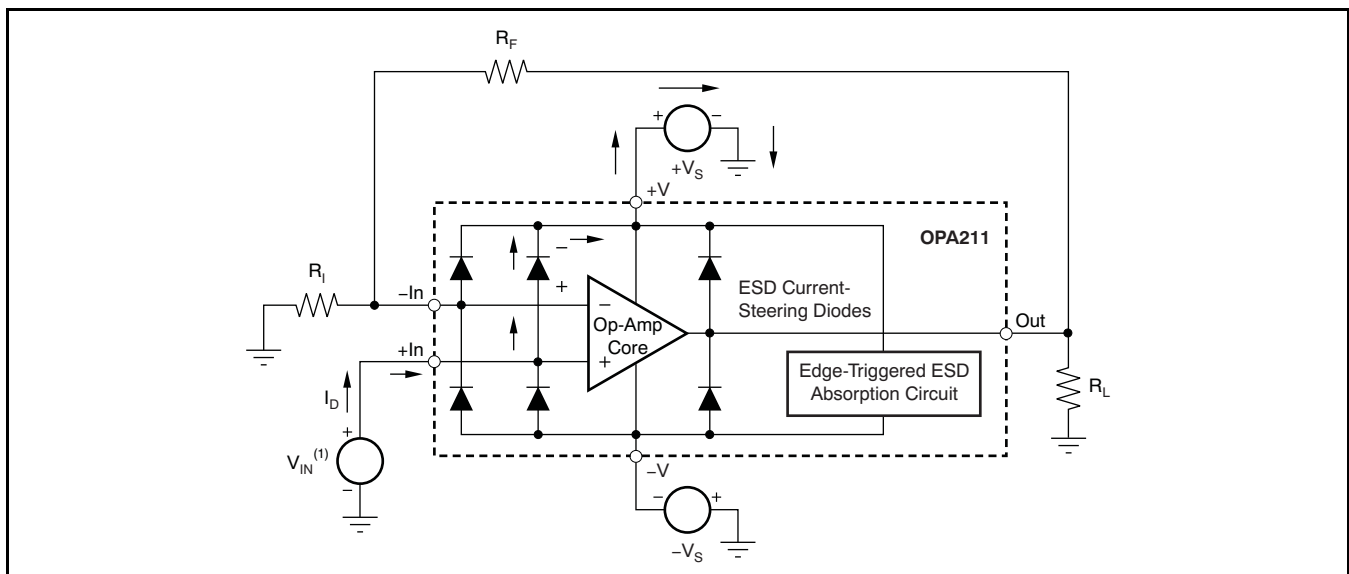 R_F
+ −
+V_S
+V
OPA211
−
+
R_I
−In
−
ESD Current-
Steering Diodes
Op-Amp
Core
Out
+In
+
Edge-Triggered ESD
Absorption Circuit
R_L
I_D
+
V_IN^(1)
−
−V
− +
−V_S